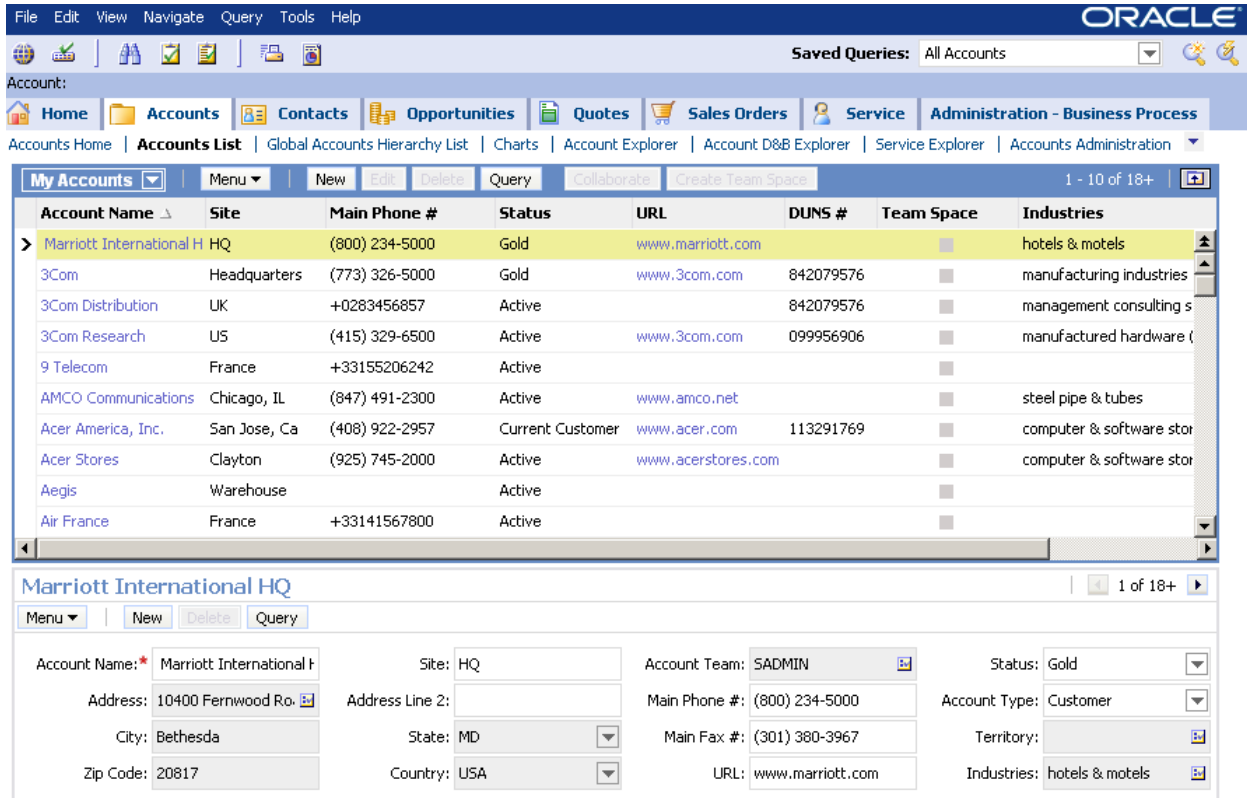 File Edit View Navigate Query Tools Help ORACLE
Saved Queries: All Accounts
Account:
Home Accounts Contacts Opportunities Quotes Sales Orders Service Administration - Business Process
Accounts Home | Accounts List | Global Accounts Hierarchy List | Charts | Account Explorer | Account D&B Explorer | Service Explorer | Accounts Administration
My Accounts Menu New Edit Delete Query Collaborate Create Team Space 1 - 10 of 18+
Account Name Site Main Phone # Status URL DUNS # Team Space Industries
Marriott International H HQ (800) 234-5000 Gold www.marriott.com hotels & motels
3Com Headquarters (773) 326-5000 Gold www.3com.com 842079576 manufacturing industries
3Com Distribution UK +0283456857 Active 842079576 management consulting s
3Com Research US (415) 329-6500 Active www.3com.com 099956906 manufactured hardware (
9 Telecom France +33155206242 Active
AMCO Communications Chicago, IL (847) 491-2300 Active www.amco.net steel pipe & tubes
Acer America, Inc. San Jose, Ca (408) 922-2957 Current Customer www.acer.com 113291769 computer & software stor
Acer Stores Clayton (925) 745-2000 Active www.acerstores.com computer & software stor
Aegis Warehouse Active
Air France France +33141567800 Active
Marriott International HQ 1 of 18+
Menu New Delete Query
Account Name:* Marriott International H Site: HQ Account Team: SADMIN Status: Gold
Address: 10400 Fernwood Ro. Address Line 2: Main Phone #: (800) 234-5000 Account Type: Customer
City: Bethesda State: MD Main Fax #: (301) 380-3967 Territory:
Zip Code: 20817 Country: USA URL: www.marriott.com Industries: hotels & motels